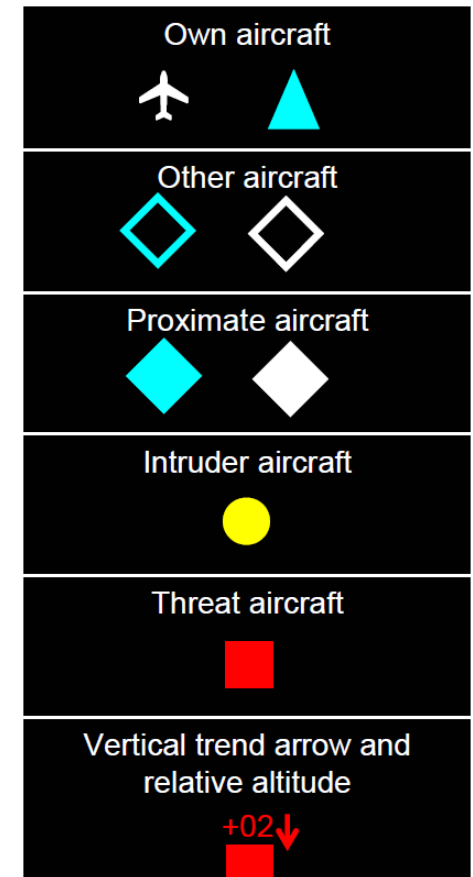 Own aircraft
Other aircraft
Proximate aircraft
Intruder aircraft
Threat aircraft
Vertical trend arrow and
relative altitude
+02